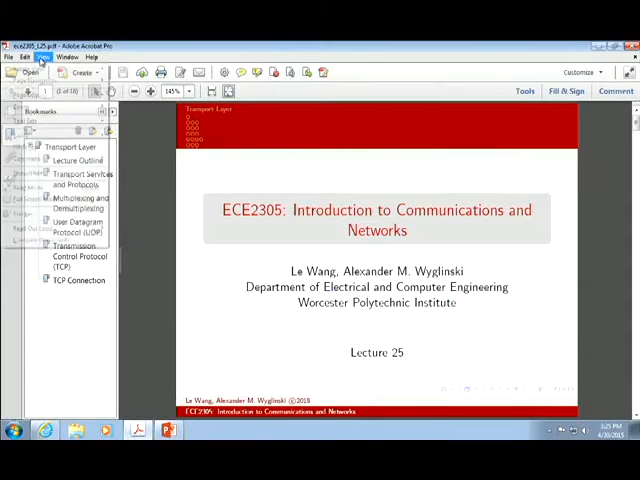 ece2305_L25.pdf - Adobe Acrobat Pro
File Edit View Window Help
Open Create Customize
1 (1 of 18) 145% Tools Fill & Sign Comment
Bookmarks
Transport Layer
Lecture Outline
Transport Services
and Protocols
Multiplexing and
Demultiplexing
User Datagram
Protocol (UDP)
Transmission
Control Protocol
(TCP)
TCP Connection
Transport Layer
ECE2305: Introduction to Communications and
Networks
Le Wang, Alexander M. Wyglinski
Department of Electrical and Computer Engineering
Worcester Polytechnic Institute
Lecture 25
Le Wang, Alexander M. Wyglinski ©2015
ECE2305: Introduction to Communications and Networks
3:25 PM
4/30/2015